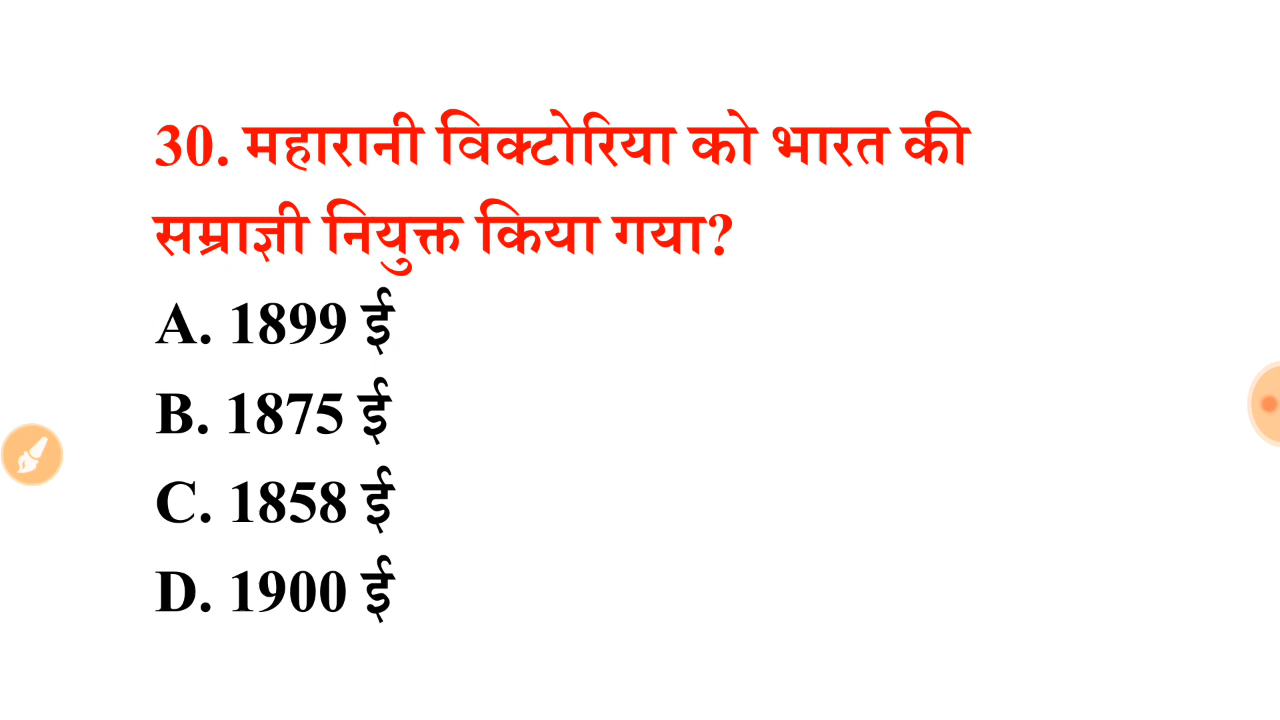 30. महारानी विक्टोरिया को भारत की
सम्राज्ञी नियुक्त किया गया?
A. 1899 ई
B. 1875 ई
C. 1858 ई
D. 1900 ई